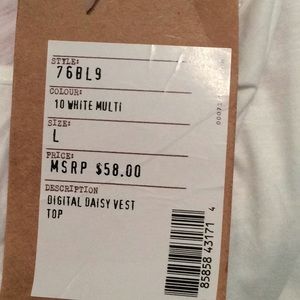 STYLE:
76BL9
COLOUR:
10 WHITE MULTI
SIZE:
L
PRICE:
MSRP $58.00
DESCRIPTION
DIGITAL DAISY VEST
TOP
85858 43171 4